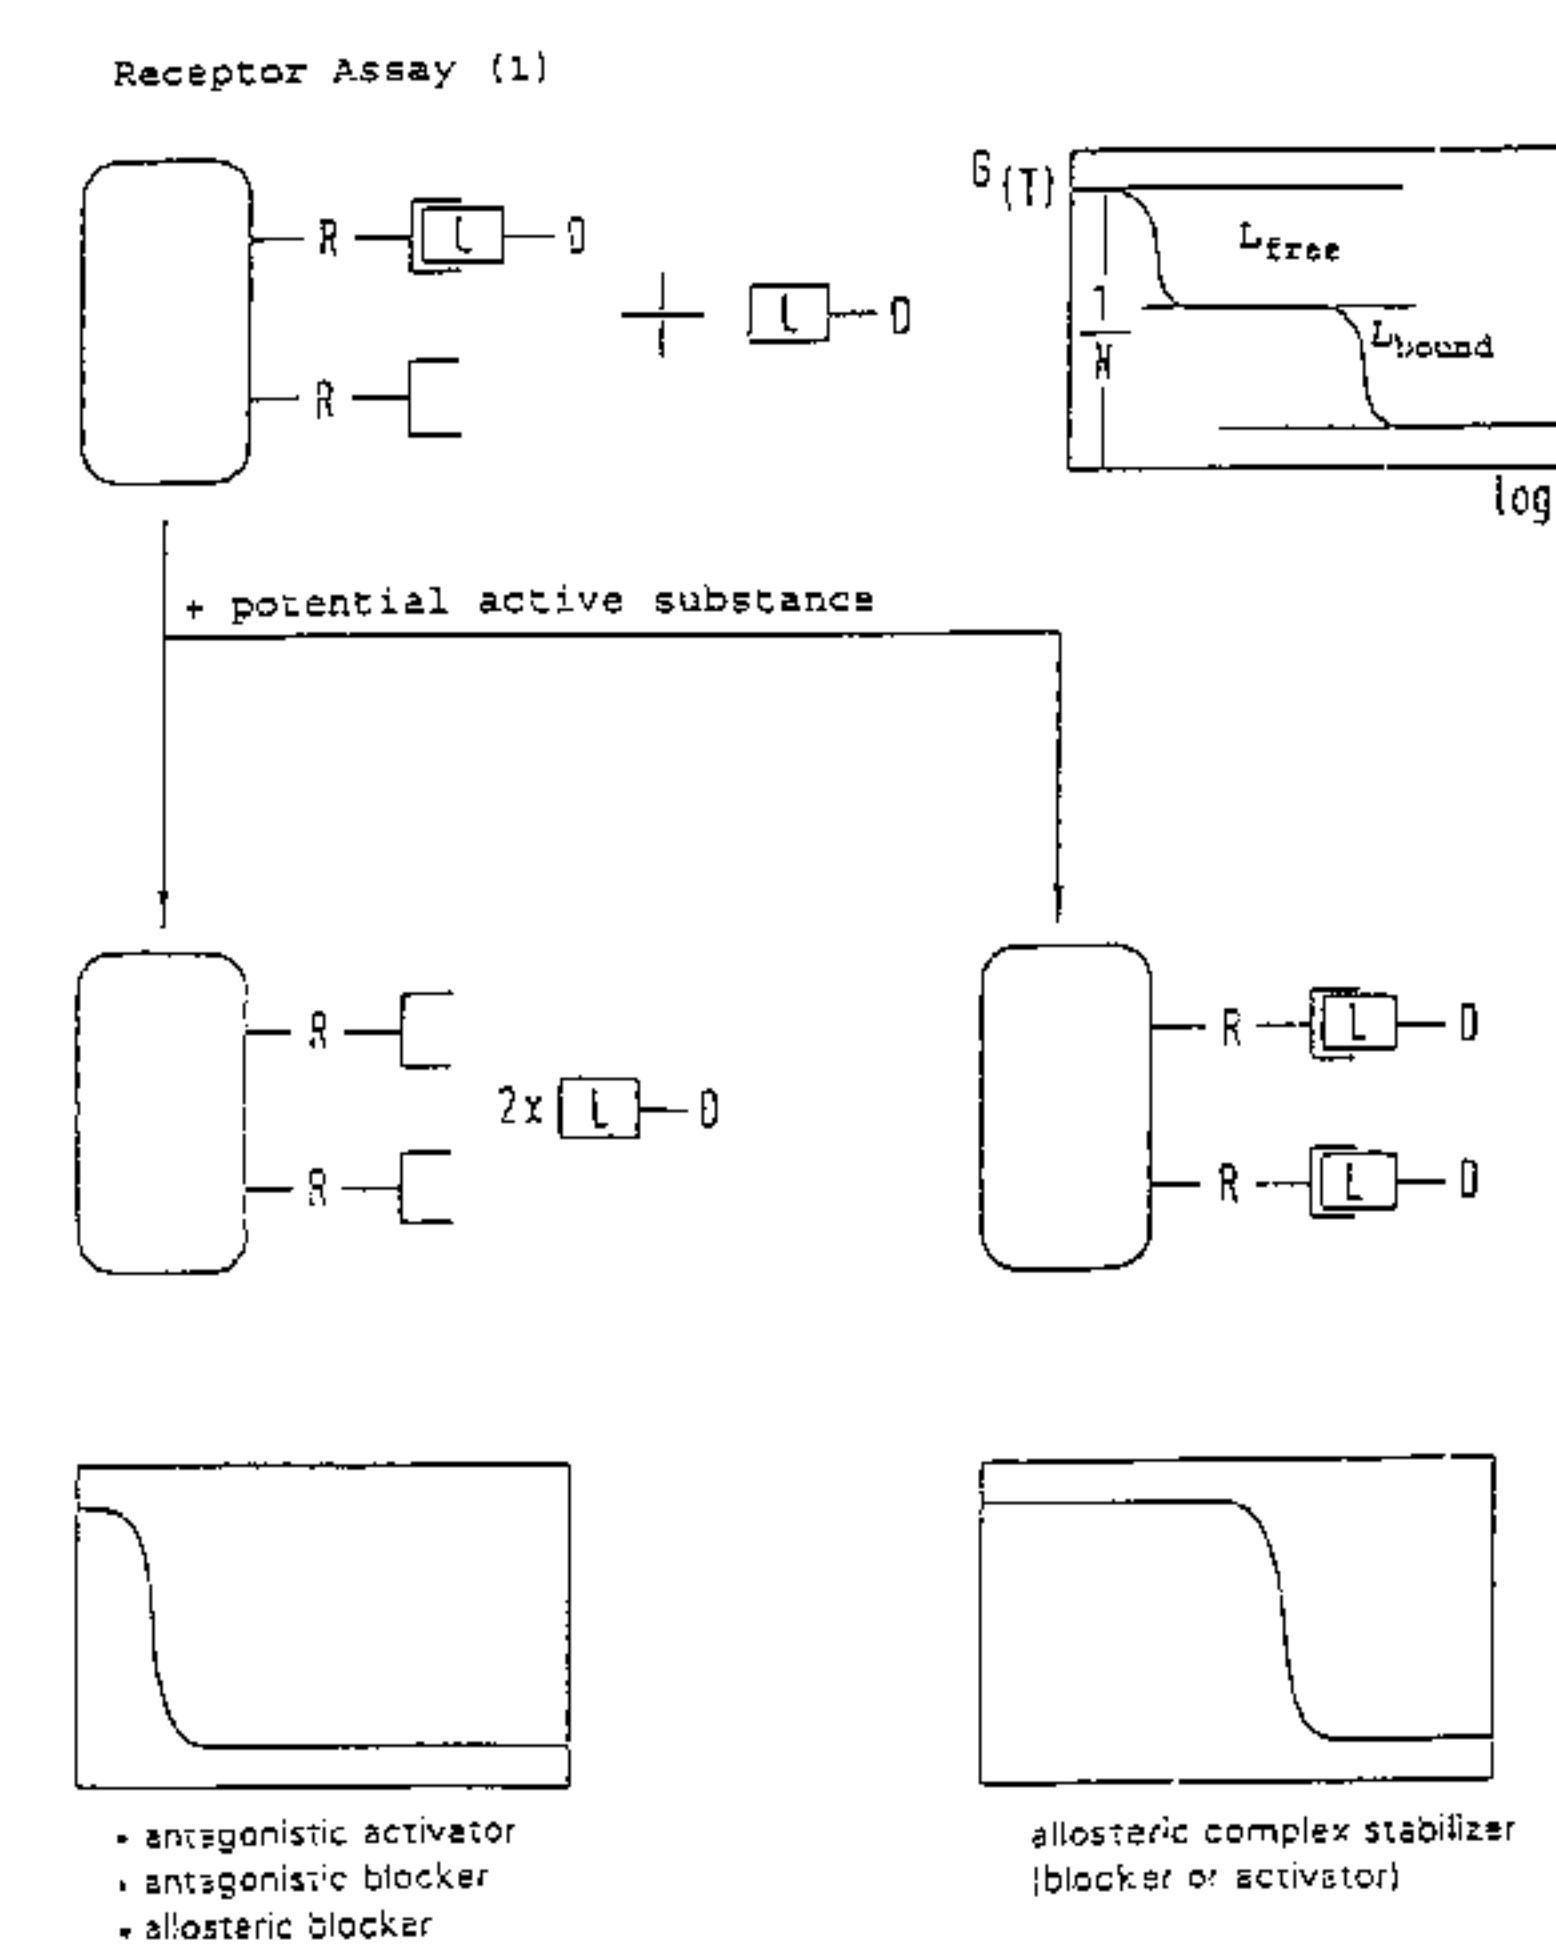 Receptor Assay (1)
G(T)
R L D
L free
+ L D
1
N
L bound
R
log
+ potential active substance
R
R L D
2x L D
R
R L D
• antagonistic activator
• antagonistic blocker
• allosteric blocker
allosteric complex stabilizer
(blocker or activator)